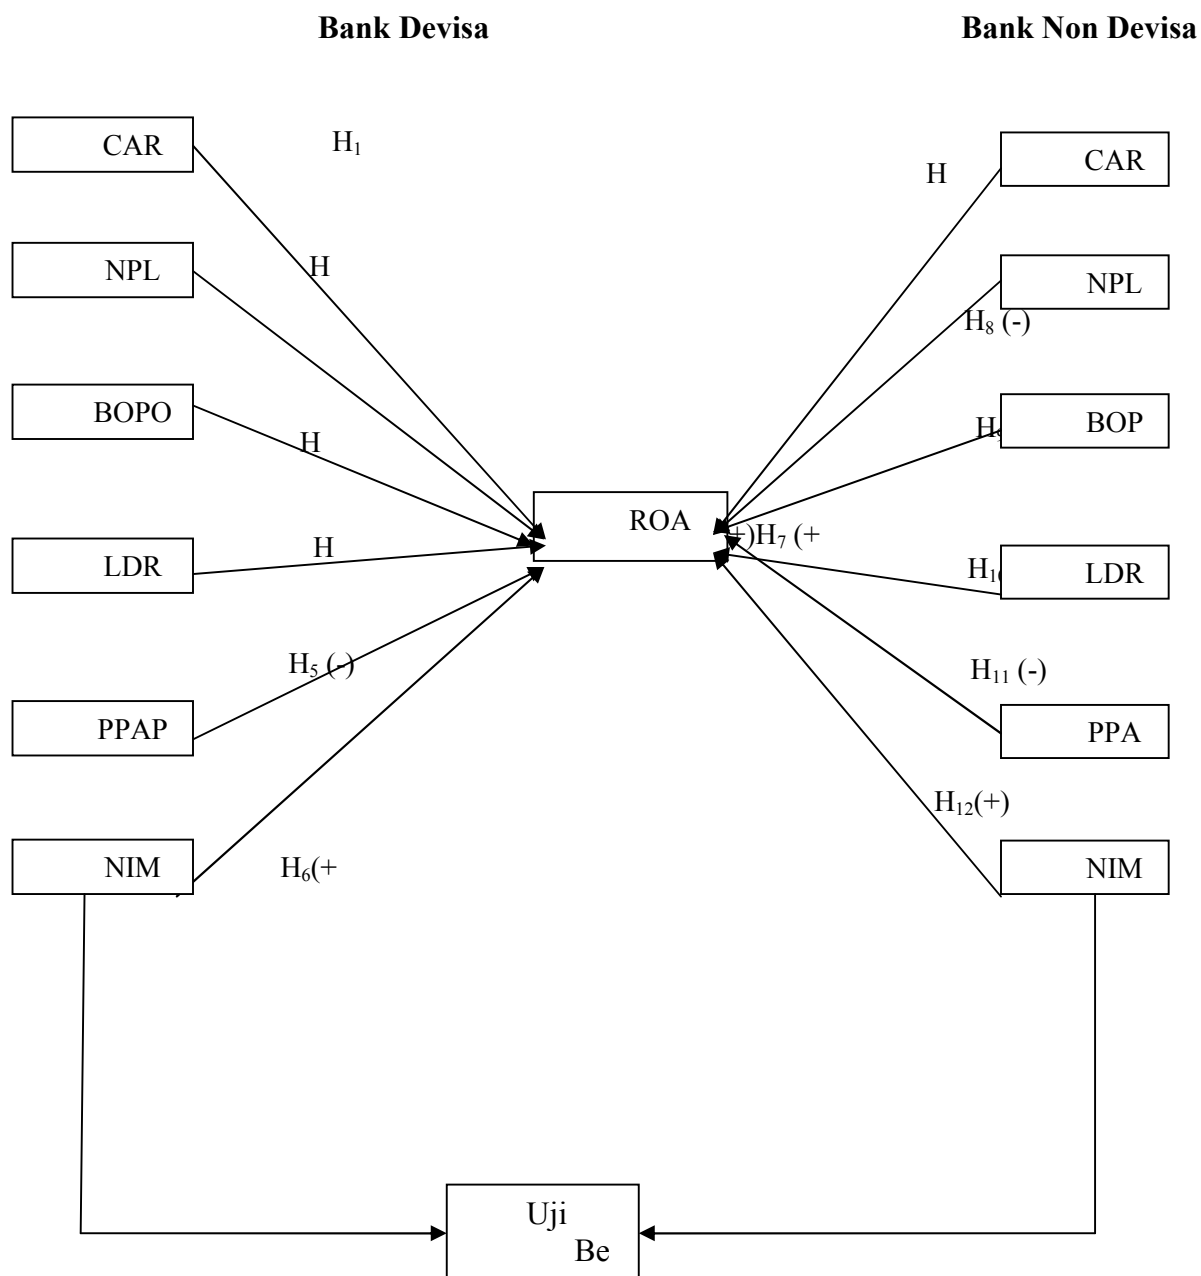 Bank Devisa Bank Non Devisa
CAR H₁ H CAR
NPL H NPL
H₈ (-)
BOPO H H BOP
ROA +)H₇ (+
LDR H H₁ LDR
H₅ (-) H₁₁ (-)
PPAP PPA
H₁₂(+)
NIM H₆(+ NIM
Uji
Be